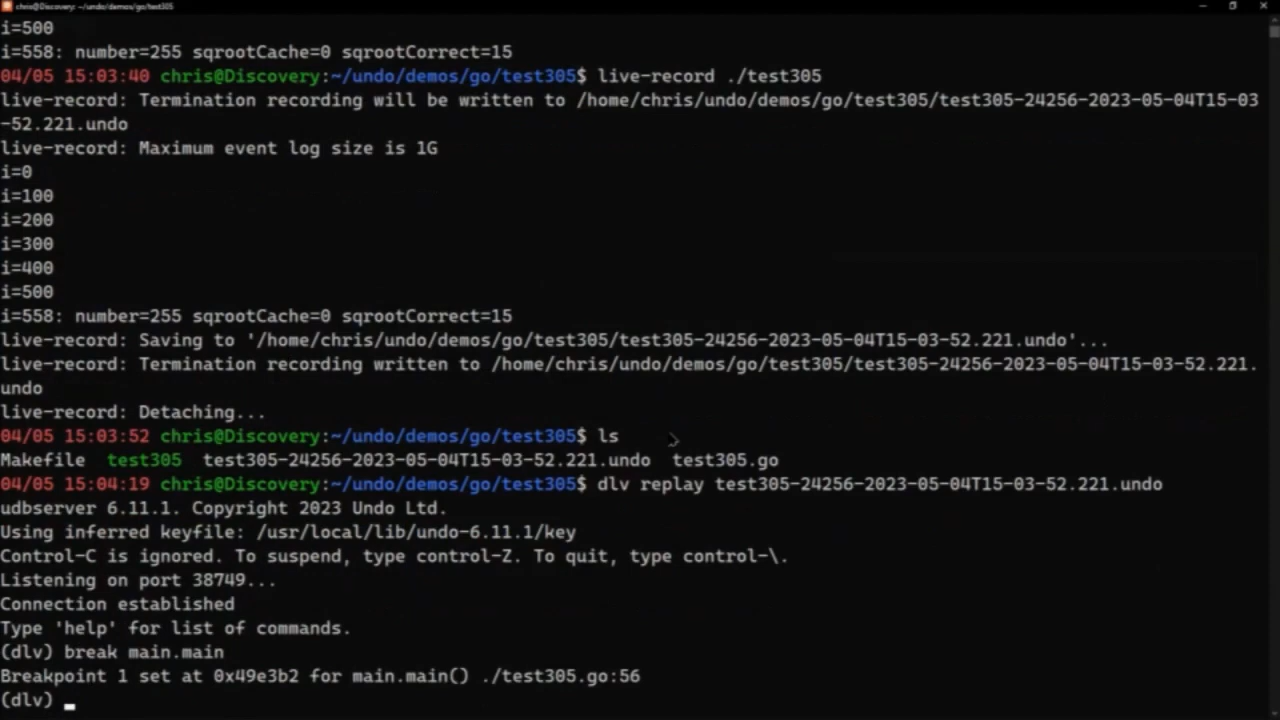 chris@Discovery: ~/undo/demos/go/test305
i=500
i=558: number=255 sqrootCache=0 sqrootCorrect=15
04/05 15:03:40 chris@Discovery:~/undo/demos/go/test305$ live-record ./test305
live-record: Termination recording will be written to /home/chris/undo/demos/go/test305/test305-24256-2023-05-04T15-03
-52.221.undo
live-record: Maximum event log size is 1G
i=0
i=100
i=200
i=300
i=400
i=500
i=558: number=255 sqrootCache=0 sqrootCorrect=15
live-record: Saving to '/home/chris/undo/demos/go/test305/test305-24256-2023-05-04T15-03-52.221.undo'...
live-record: Termination recording written to /home/chris/undo/demos/go/test305/test305-24256-2023-05-04T15-03-52.221.
undo
live-record: Detaching...
04/05 15:03:52 chris@Discovery:~/undo/demos/go/test305$ ls
Makefile  test305  test305-24256-2023-05-04T15-03-52.221.undo  test305.go
04/05 15:04:19 chris@Discovery:~/undo/demos/go/test305$ dlv replay test305-24256-2023-05-04T15-03-52.221.undo
udbserver 6.11.1. Copyright 2023 Undo Ltd.
Using inferred keyfile: /usr/local/lib/undo-6.11.1/key
Control-C is ignored. To suspend, type control-Z. To quit, type control-\.
Listening on port 38749...
Connection established
Type 'help' for list of commands.
(dlv) break main.main
Breakpoint 1 set at 0x49e3b2 for main.main() ./test305.go:56
(dlv)